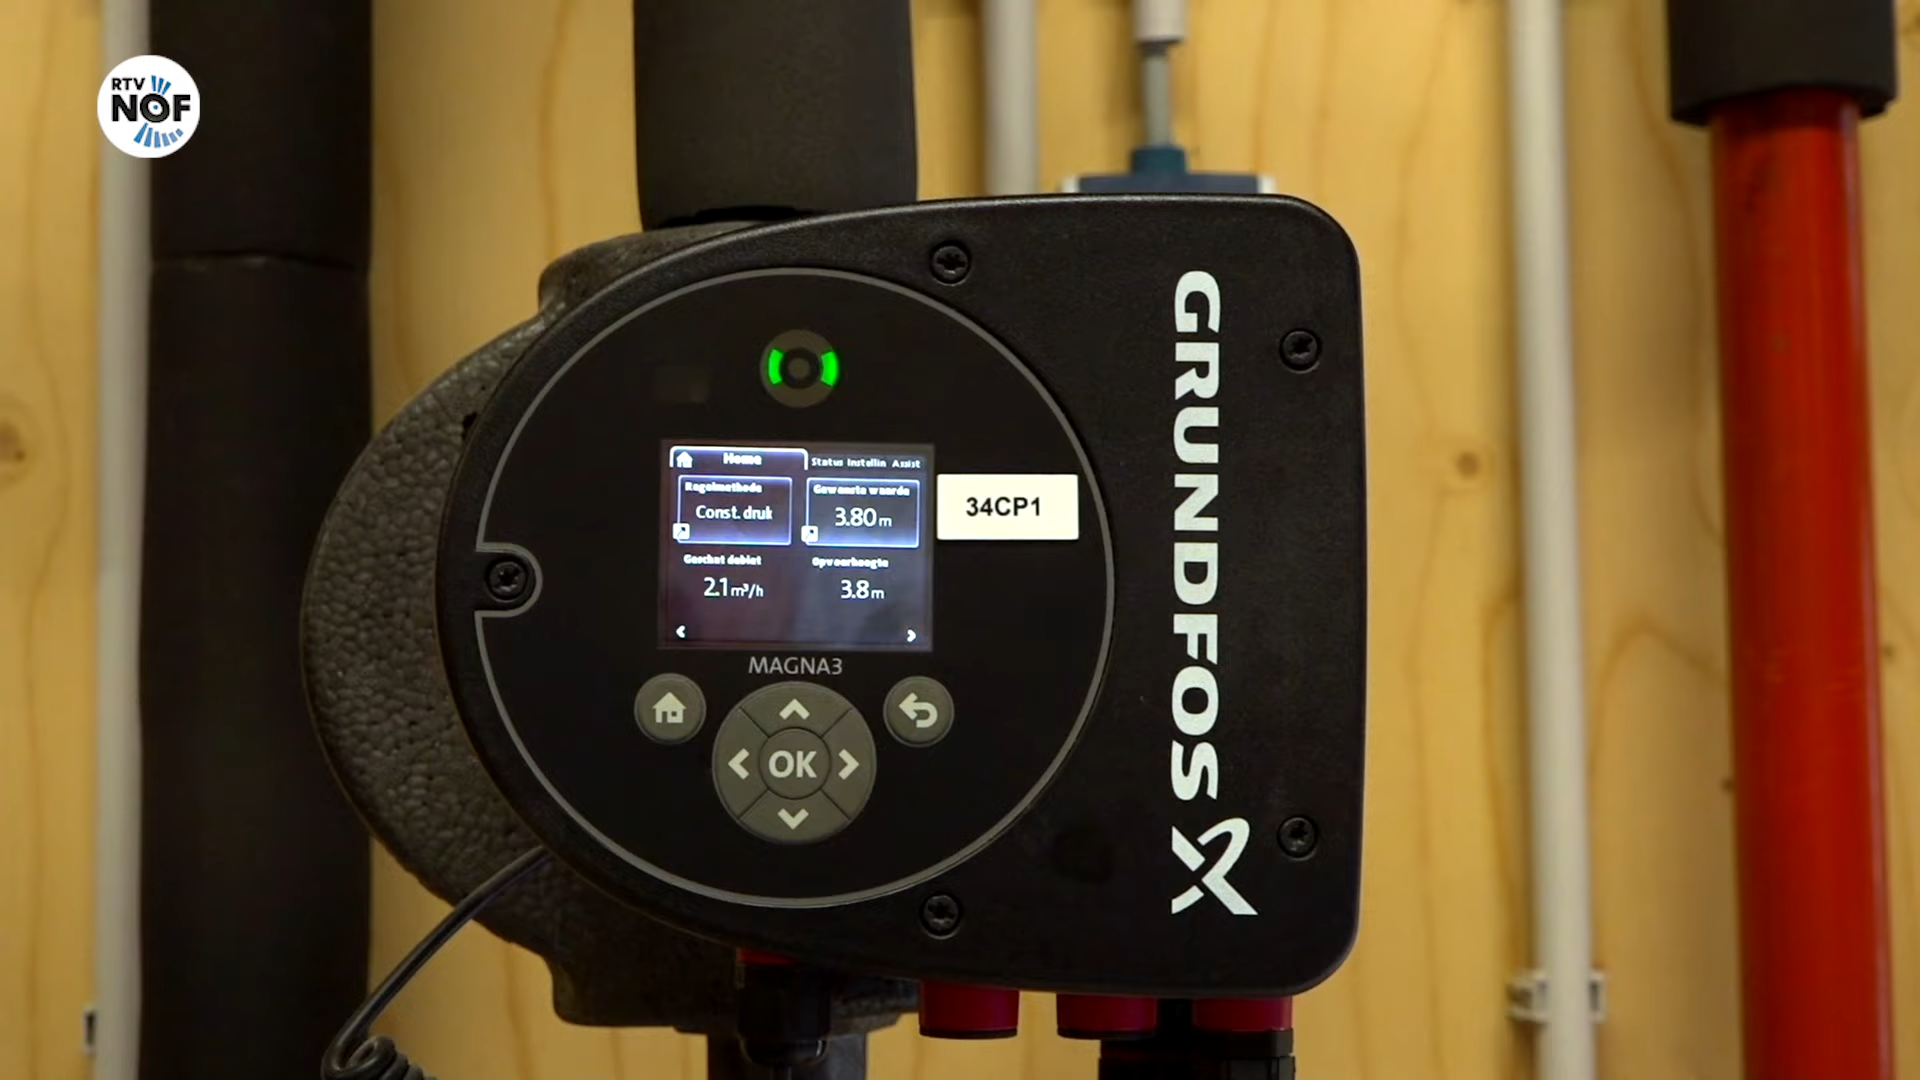 RTV
NOF
Home
Status Instellin Assist
Regelmethode
Const. druk
Gewenste waarde
3.80 m
Geschat debiet
2.1 m³/h
Opvoerhoogte
3.8 m
34CP1
MAGNA3
OK
GRUNDFOS